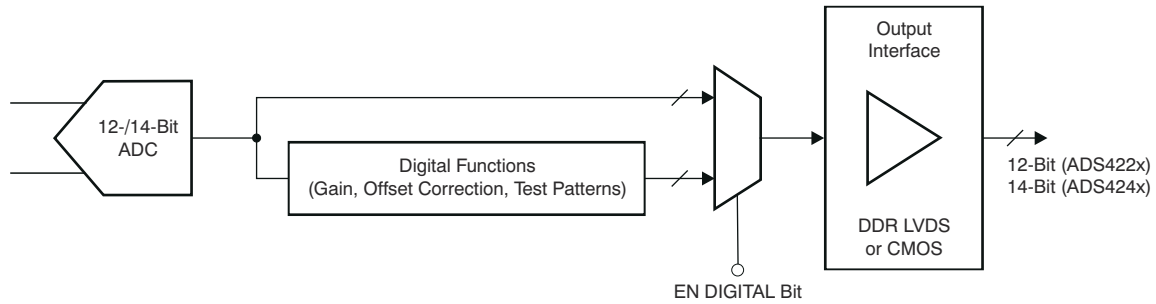 12-/14-Bit
ADC
Digital Functions
(Gain, Offset Correction, Test Patterns)
EN DIGITAL Bit
Output
Interface
DDR LVDS
or CMOS
12-Bit (ADS422x)
14-Bit (ADS424x)